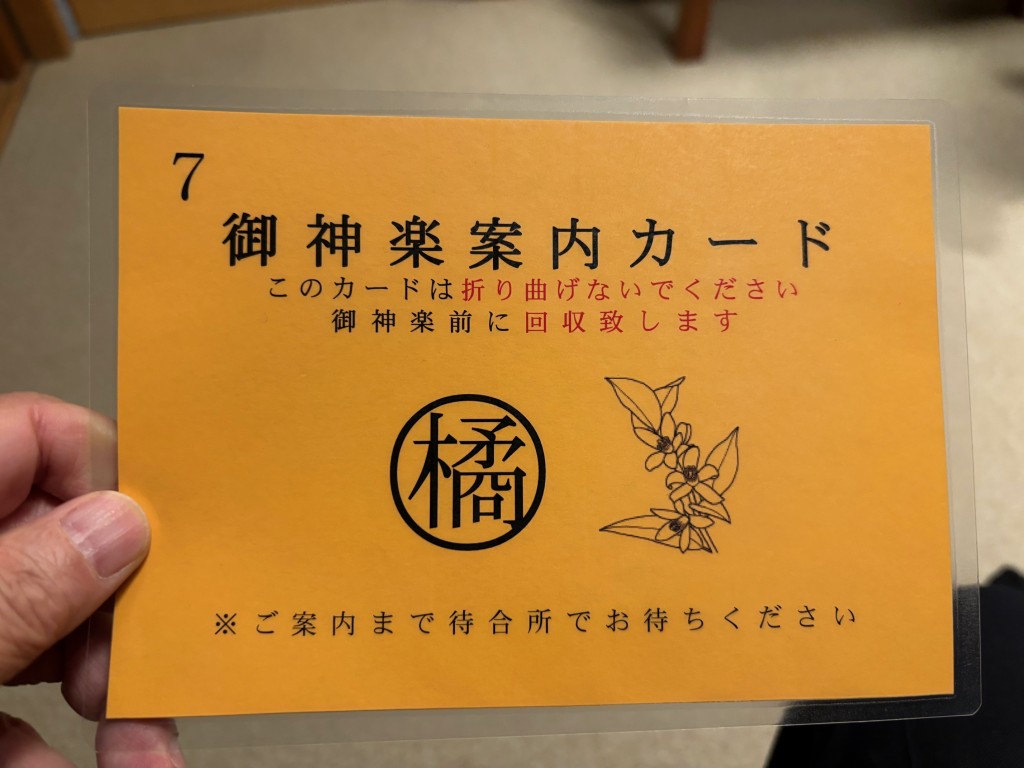 7
御神楽案内カード
このカードは折り曲げないでください
御神楽前に回収致します
橘
※ご案内まで待合所でお待ちください